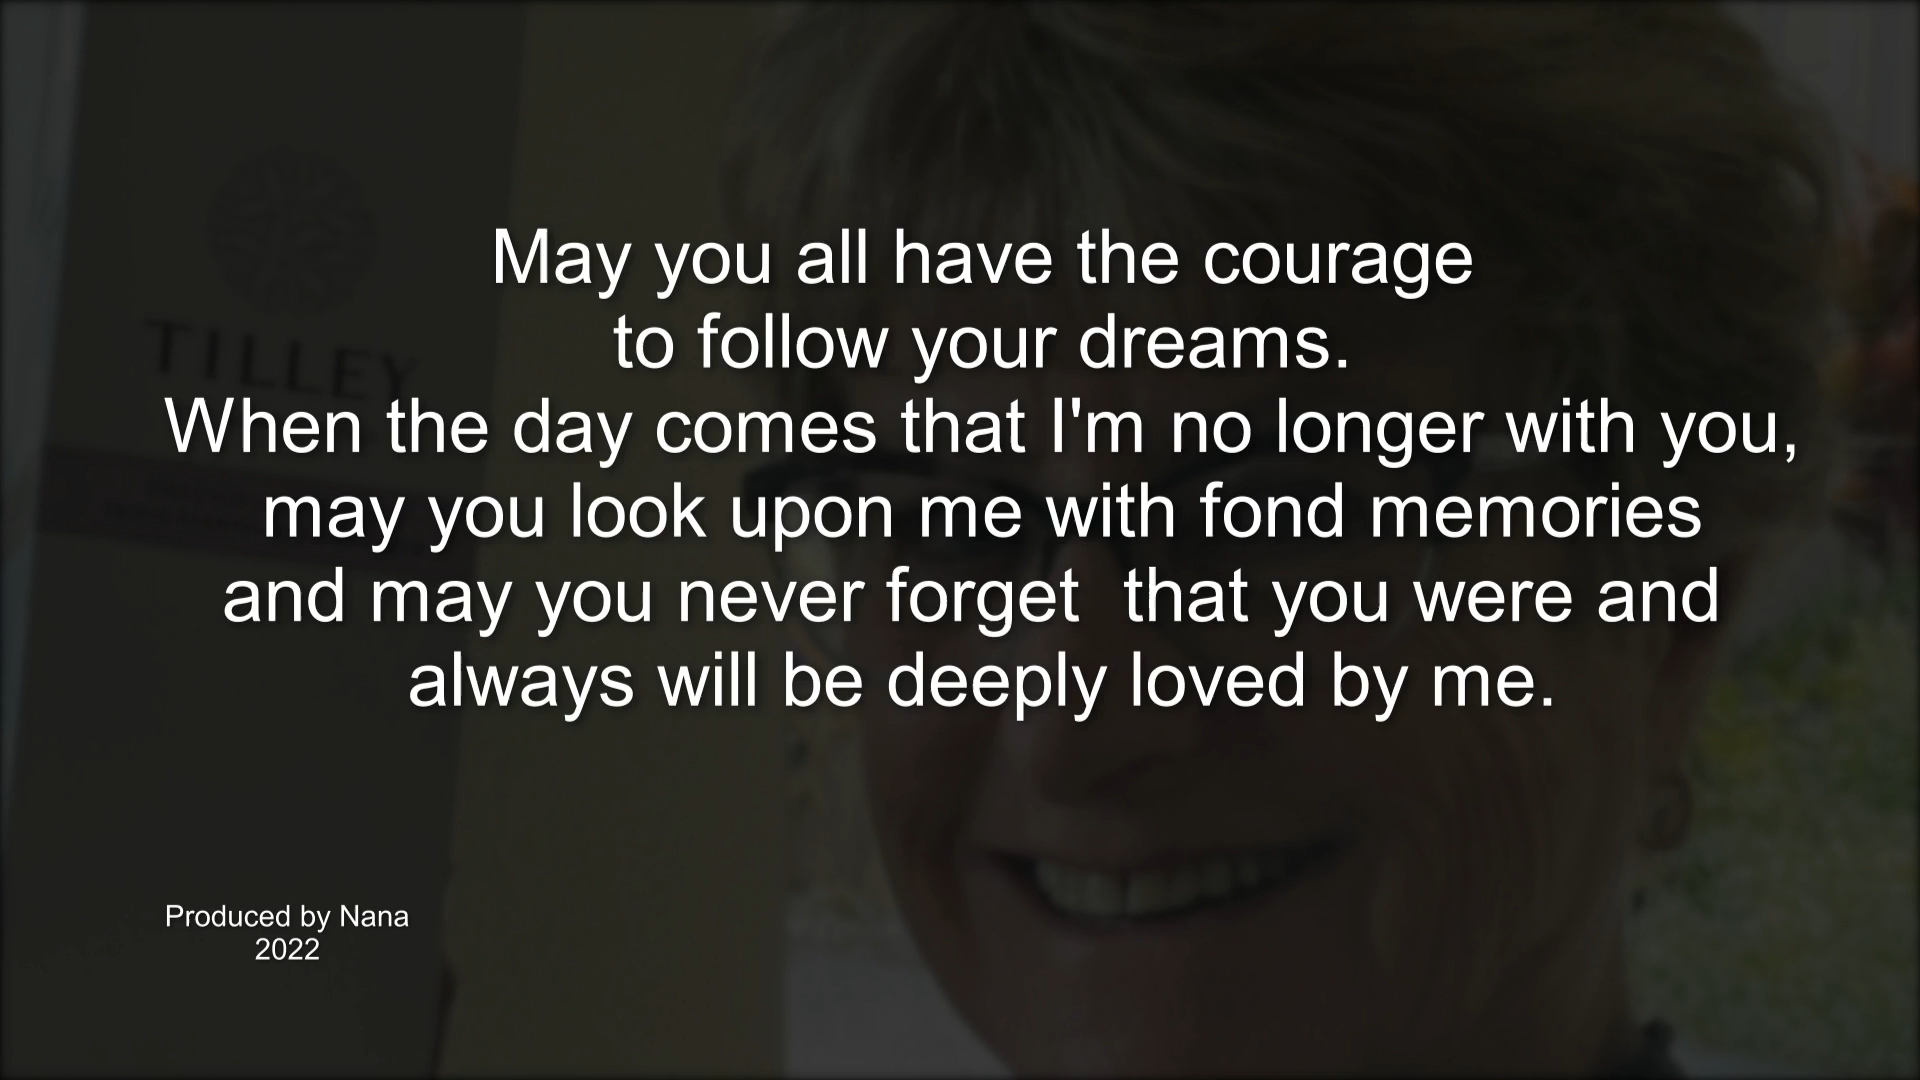 TILLEY
May you all have the courage
to follow your dreams.
When the day comes that I'm no longer with you,
may you look upon me with fond memories
and may you never forget  that you were and
always will be deeply loved by me.
Produced by Nana
2022